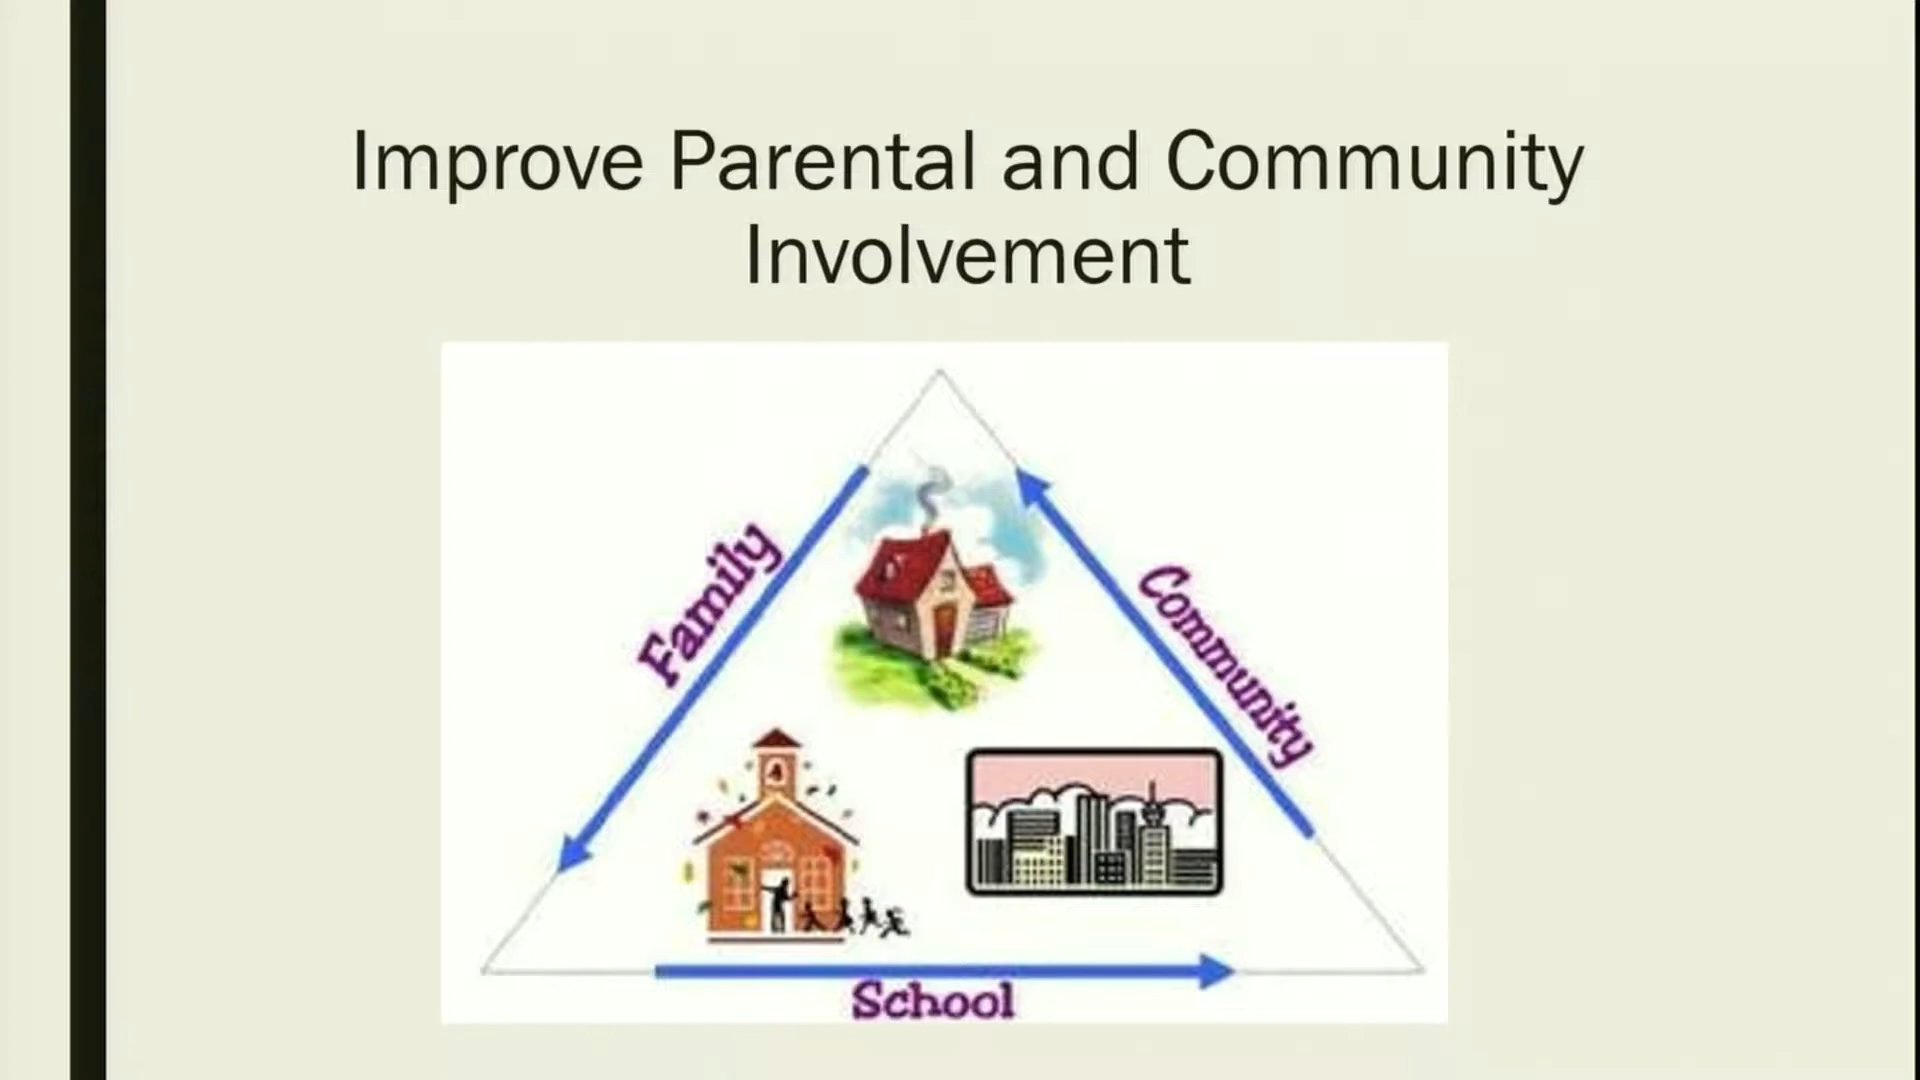 Improve Parental and Community
Involvement
Family
Community
School